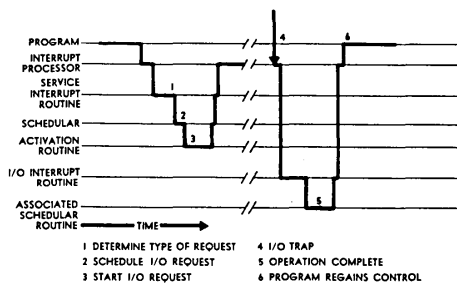 PROGRAM
INTERRUPT
PROCESSOR
SERVICE
INTERRUPT
ROUTINE
SCHEDULAR
ACTIVATION
ROUTINE
I/O INTERRUPT
ROUTINE
ASSOCIATED
SCHEDULAR
ROUTINE
TIME
1
2
3
4
5
6
1 DETERMINE TYPE OF REQUEST
2 SCHEDULE I/O REQUEST
3 START I/O REQUEST
4 I/O TRAP
5 OPERATION COMPLETE
6 PROGRAM REGAINS CONTROL